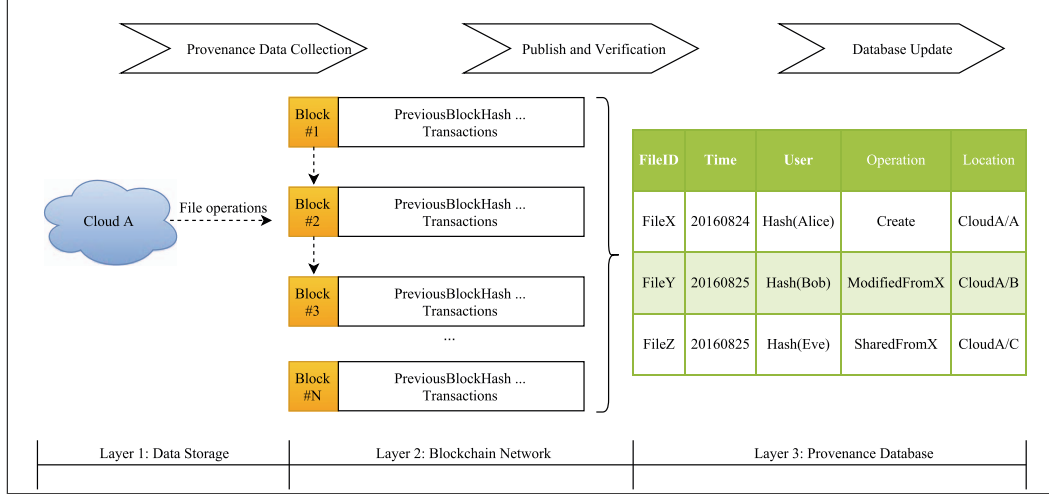 Provenance Data Collection
Publish and Verification
Database Update
Cloud A
File operations
Block
#1
PreviousBlockHash ...
Transactions
Block
#2
PreviousBlockHash ...
Transactions
Block
#3
PreviousBlockHash ...
Transactions
...
Block
#N
PreviousBlockHash ...
Transactions
FileID Time User Operation Location
FileX 20160824 Hash(Alice) Create CloudA/A
FileY 20160825 Hash(Bob) ModifiedFromX CloudA/B
FileZ 20160825 Hash(Eve) SharedFromX CloudA/C
Layer 1: Data Storage
Layer 2: Blockchain Network
Layer 3: Provenance Database